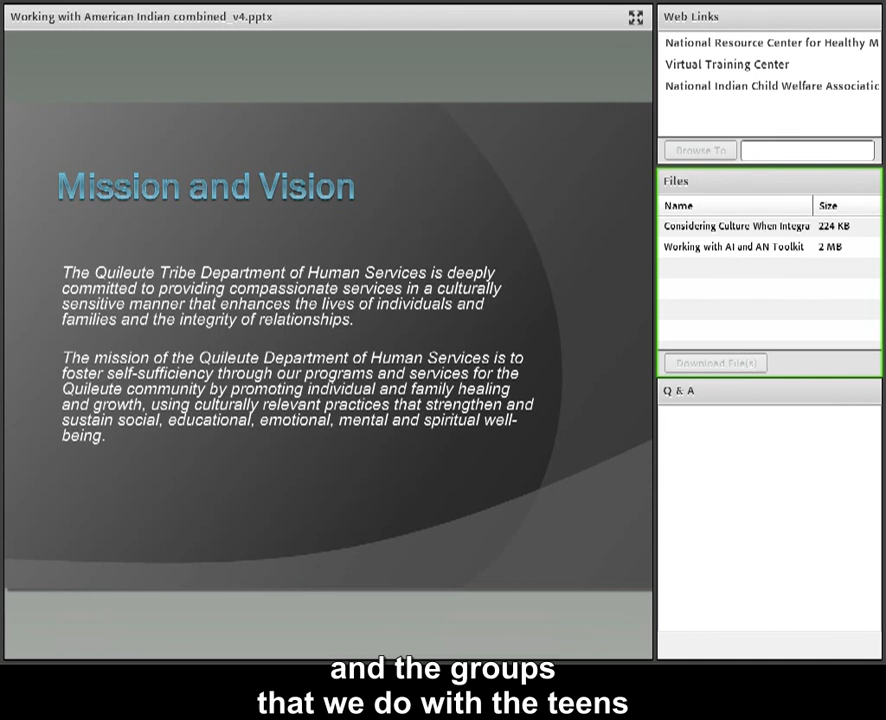 Working with American Indian combined_v4.pptx
Mission and Vision
The Quileute Tribe Department of Human Services is deeply
committed to providing compassionate services in a culturally
sensitive manner that enhances the lives of individuals and
families and the integrity of relationships.
The mission of the Quileute Department of Human Services is to
foster self-sufficiency through our programs and services for the
Quileute community by promoting individual and family healing
and growth, using culturally relevant practices that strengthen and
sustain social, educational, emotional, mental and spiritual well-
being.
Web Links
National Resource Center for Healthy M
Virtual Training Center
National Indian Child Welfare Associatic
Browse To
Files
Name Size
Considering Culture When Integra 224 KB
Working with AI and AN Toolkit 2 MB
Download File(s)
Q & A
and the groups
that we do with the teens